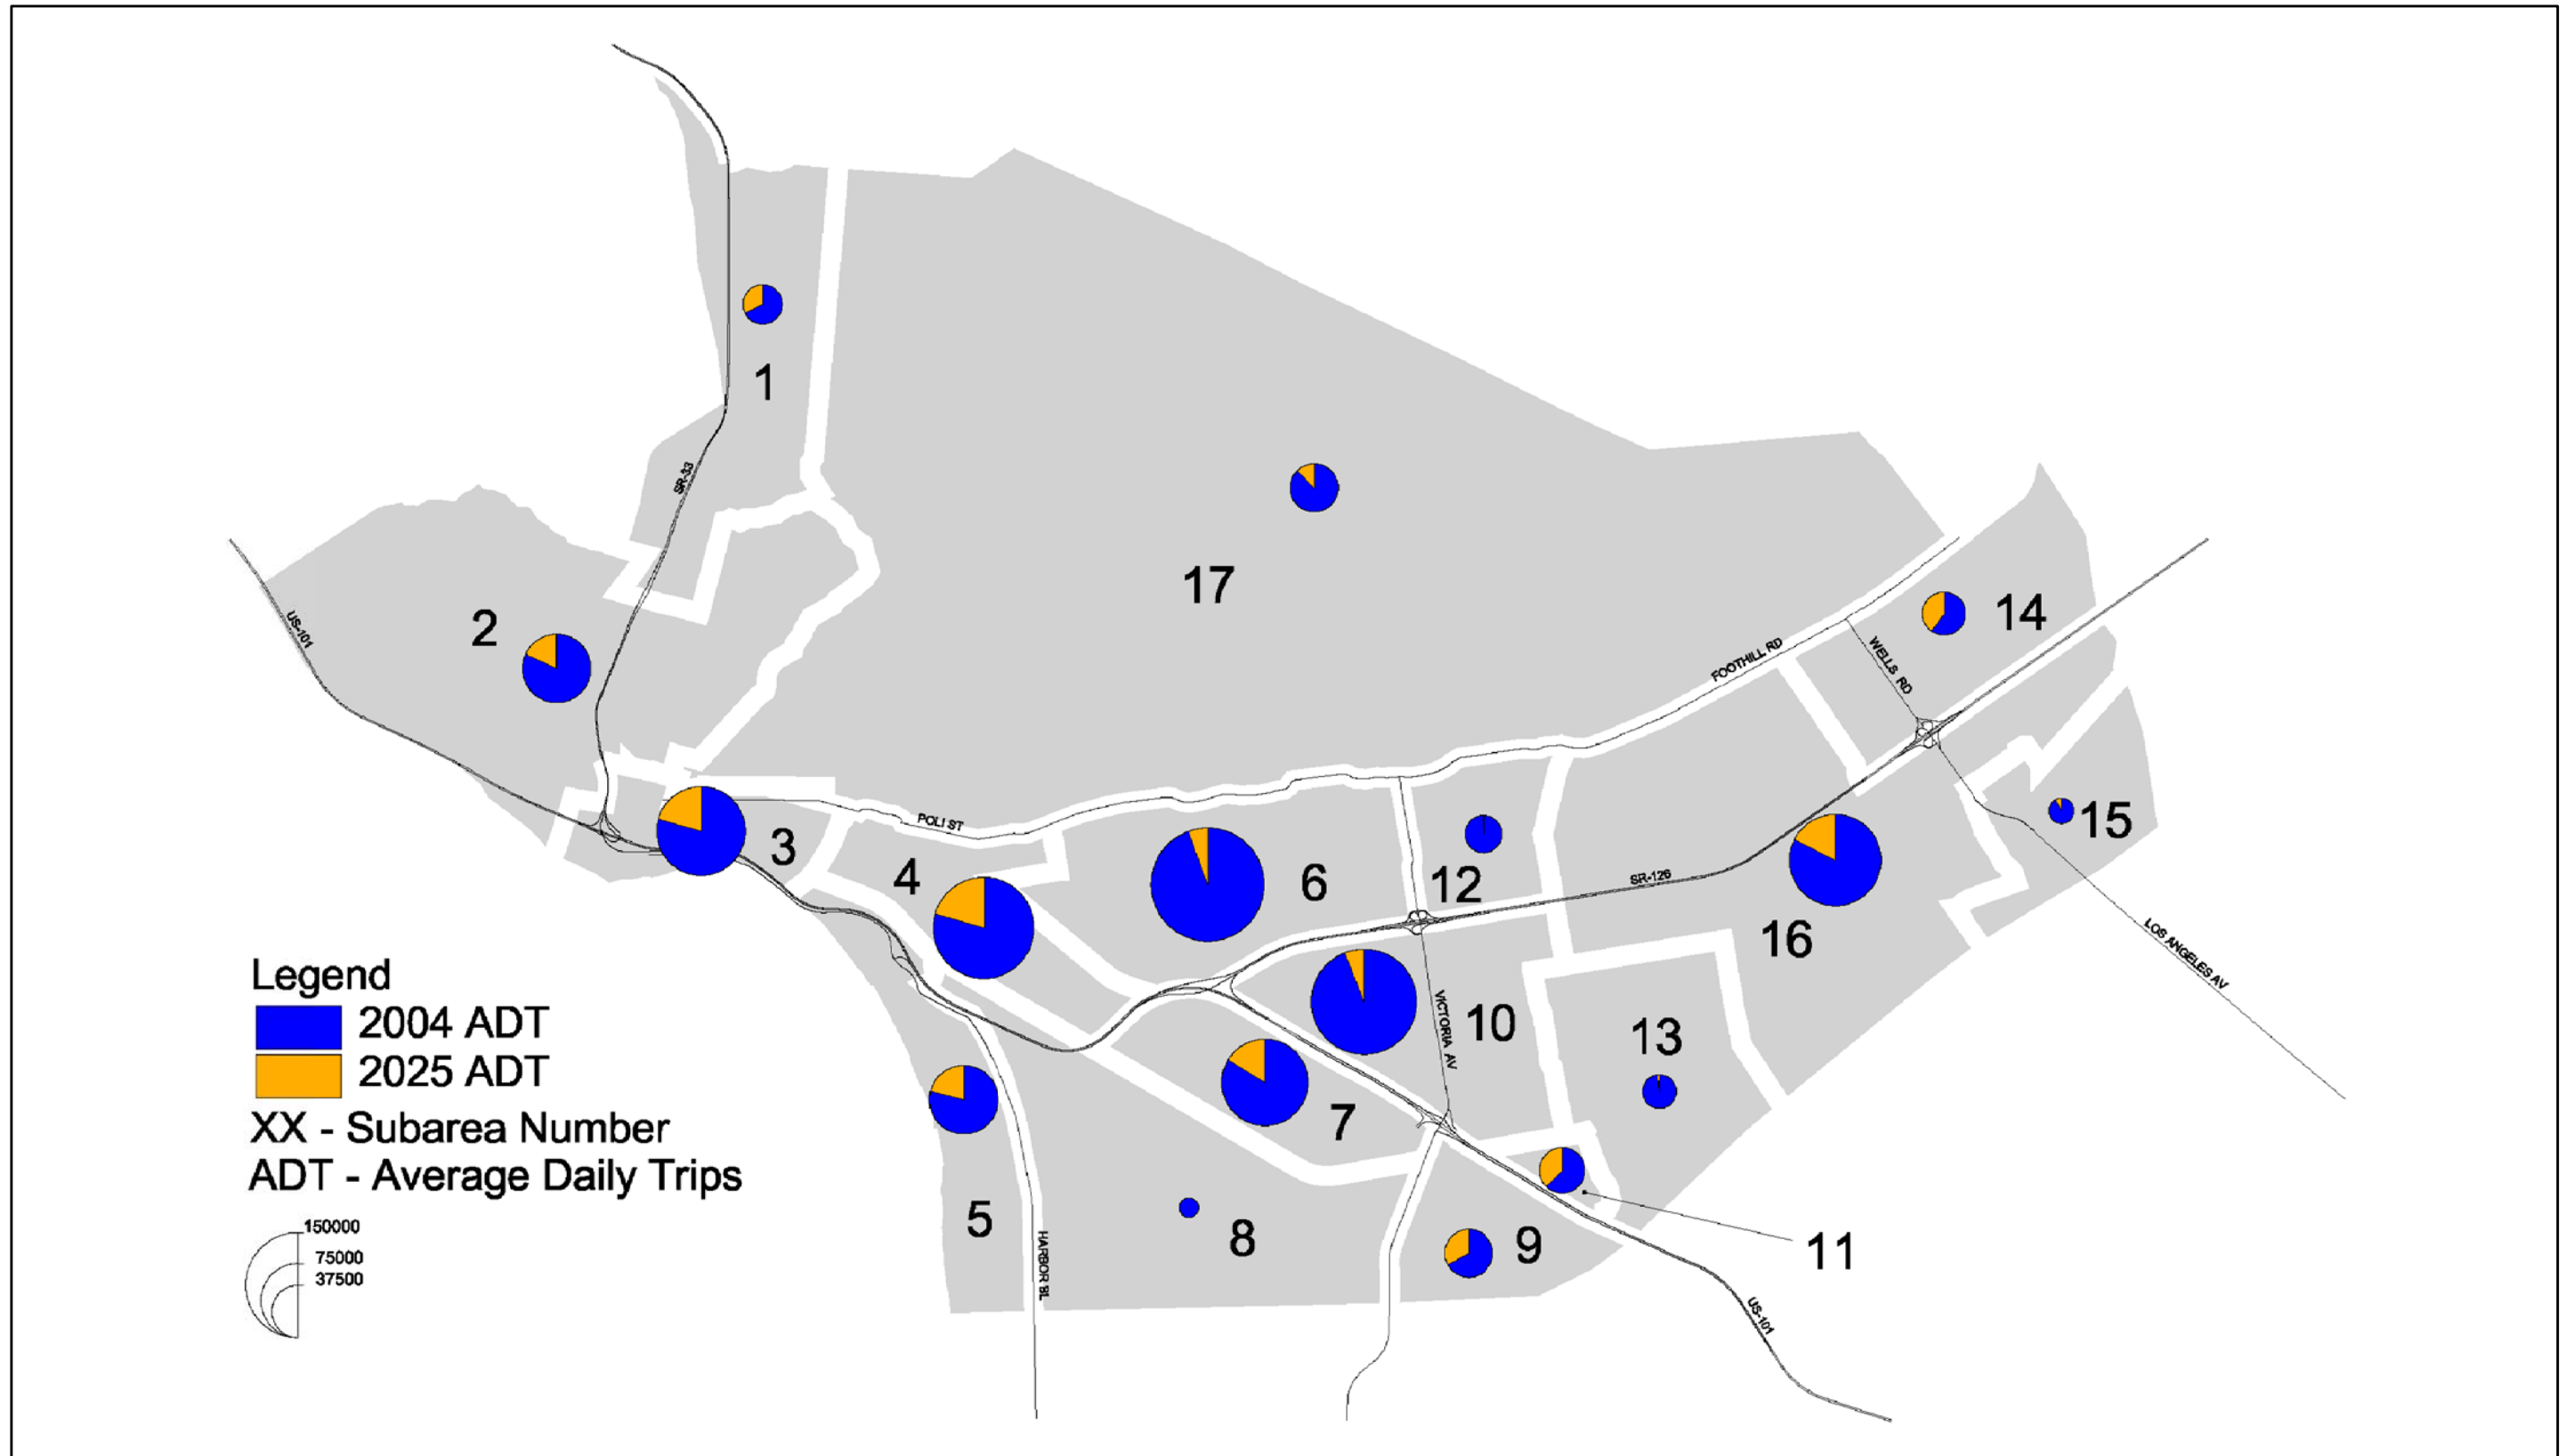 1
SR-33
17
2
US-101
14
FOOTHILL RD
WELLS RD
3
POLI ST
4
6
12
SR-126
15
16
LOS ANGELES AV
VICTORIA AV
10
13
7
5
8
9
11
HARBOR BL
US-101
Legend
2004 ADT
2025 ADT
XX - Subarea Number
ADT - Average Daily Trips
150000
75000
37500